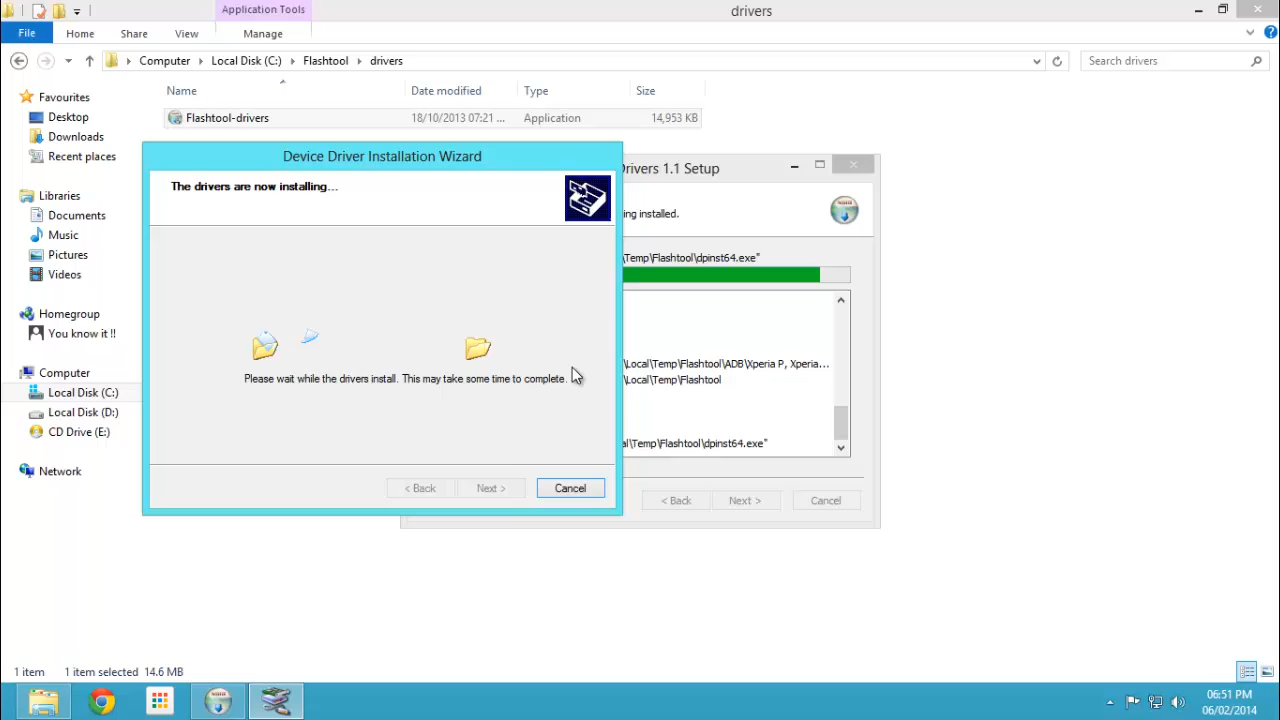 Application Tools
drivers
File
Home
Share
View
Manage
Computer
Local Disk (C:)
Flashtool
drivers
Search drivers
Name
Date modified
Type
Size
Flashtool-drivers
18/10/2013 07:21 ...
Application
14,953 KB
Favourites
Desktop
Downloads
Recent places
Libraries
Documents
Music
Pictures
Videos
Homegroup
You know it !!
Computer
Local Disk (C:)
Local Disk (D:)
CD Drive (E:)
Network
Device Driver Installation Wizard
The drivers are now installing...
Please wait while the drivers install. This may take some time to complete.
< Back
Next >
Cancel
Drivers 1.1 Setup
ing installed.
\Temp\Flashtool\dpinst64.exe"
\Local\Temp\Flashtool\ADB\Xperia P, Xperia...
\Local\Temp\Flashtool
al\Temp\Flashtool\dpinst64.exe"
< Back
Next >
Cancel
1 item
1 item selected 14.6 MB
06:51 PM
06/02/2014